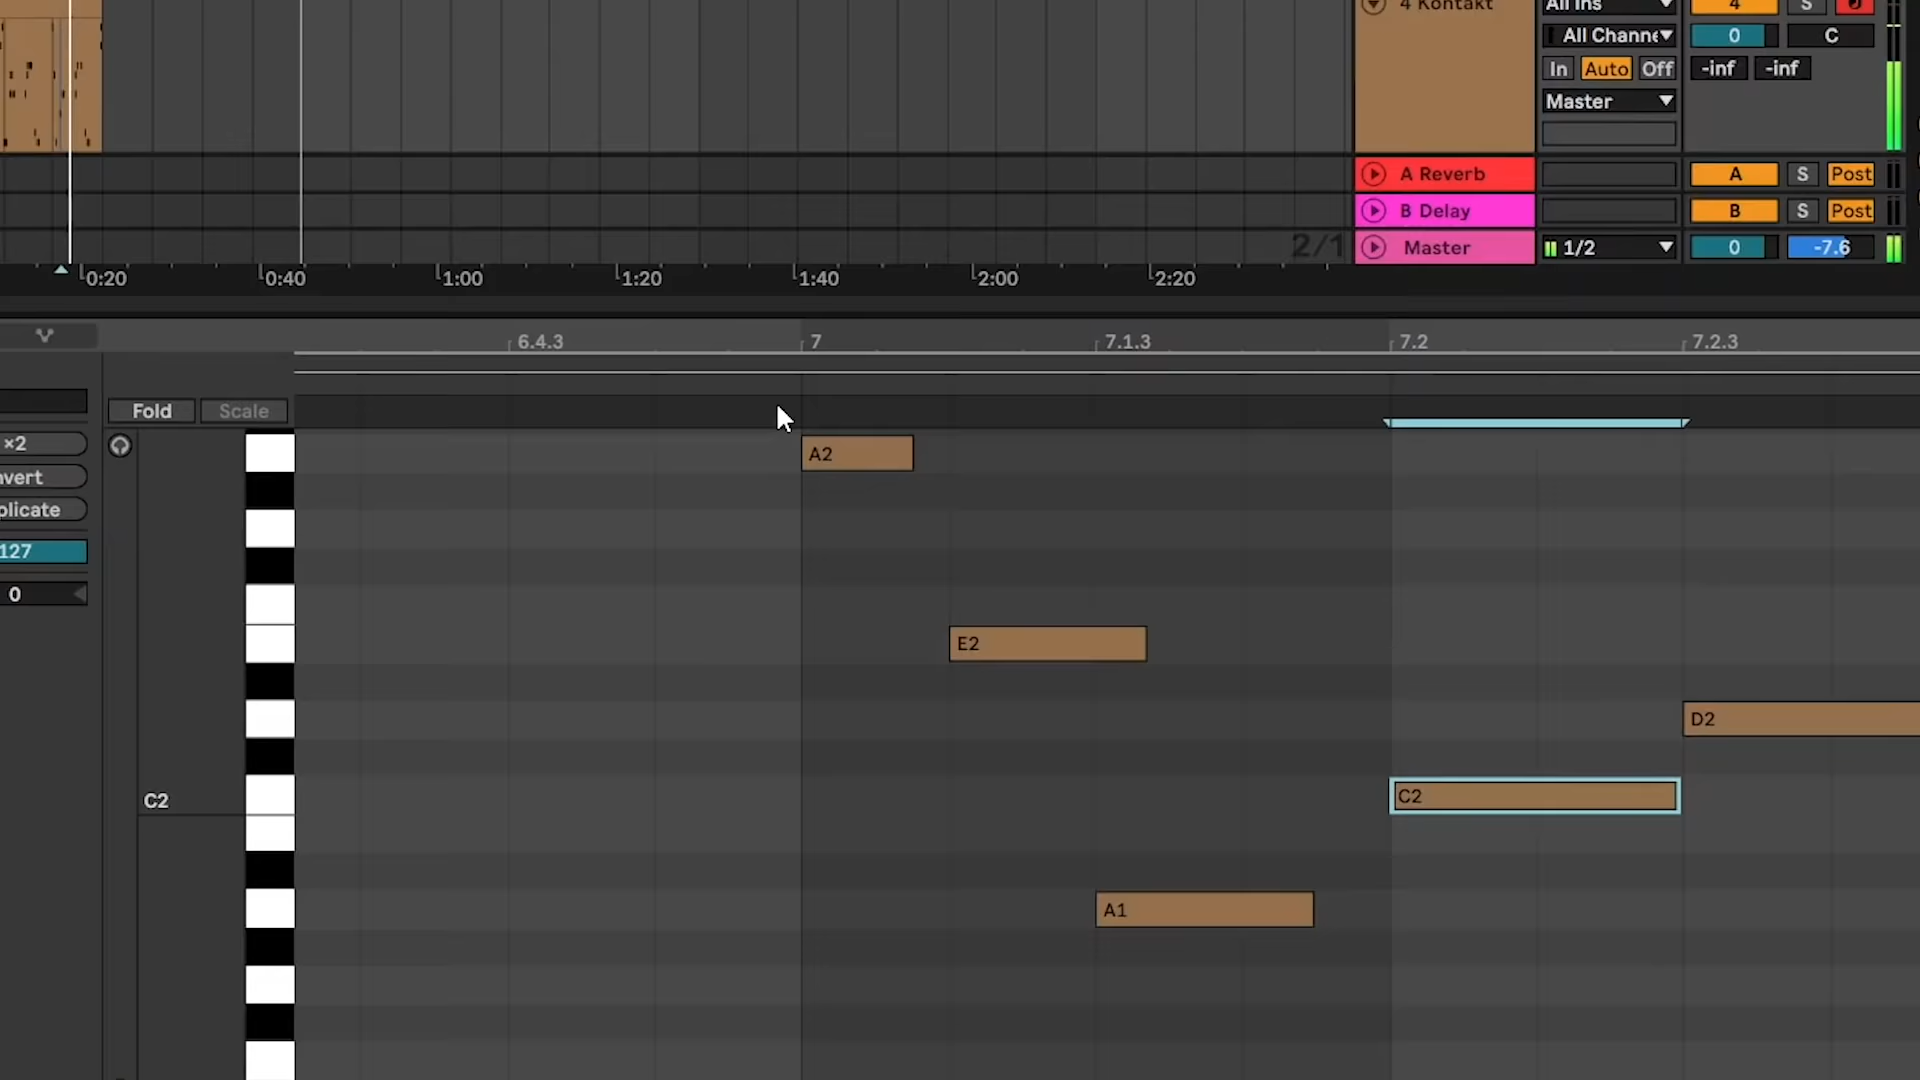 4 Kontakt
All Ins
4
S
All Channe
0
C
In Auto Off
-inf
-inf
Master
A Reverb
A
S
Post
B Delay
B
S
Post
2/1
Master
1/2
0
-7.6
0:20
0:40
1:00
1:20
1:40
2:00
2:20
6.4.3
7
7.1.3
7.2
7.2.3
Fold
Scale
×2
nvert
plicate
127
0
A2
E2
D2
C2
C2
A1